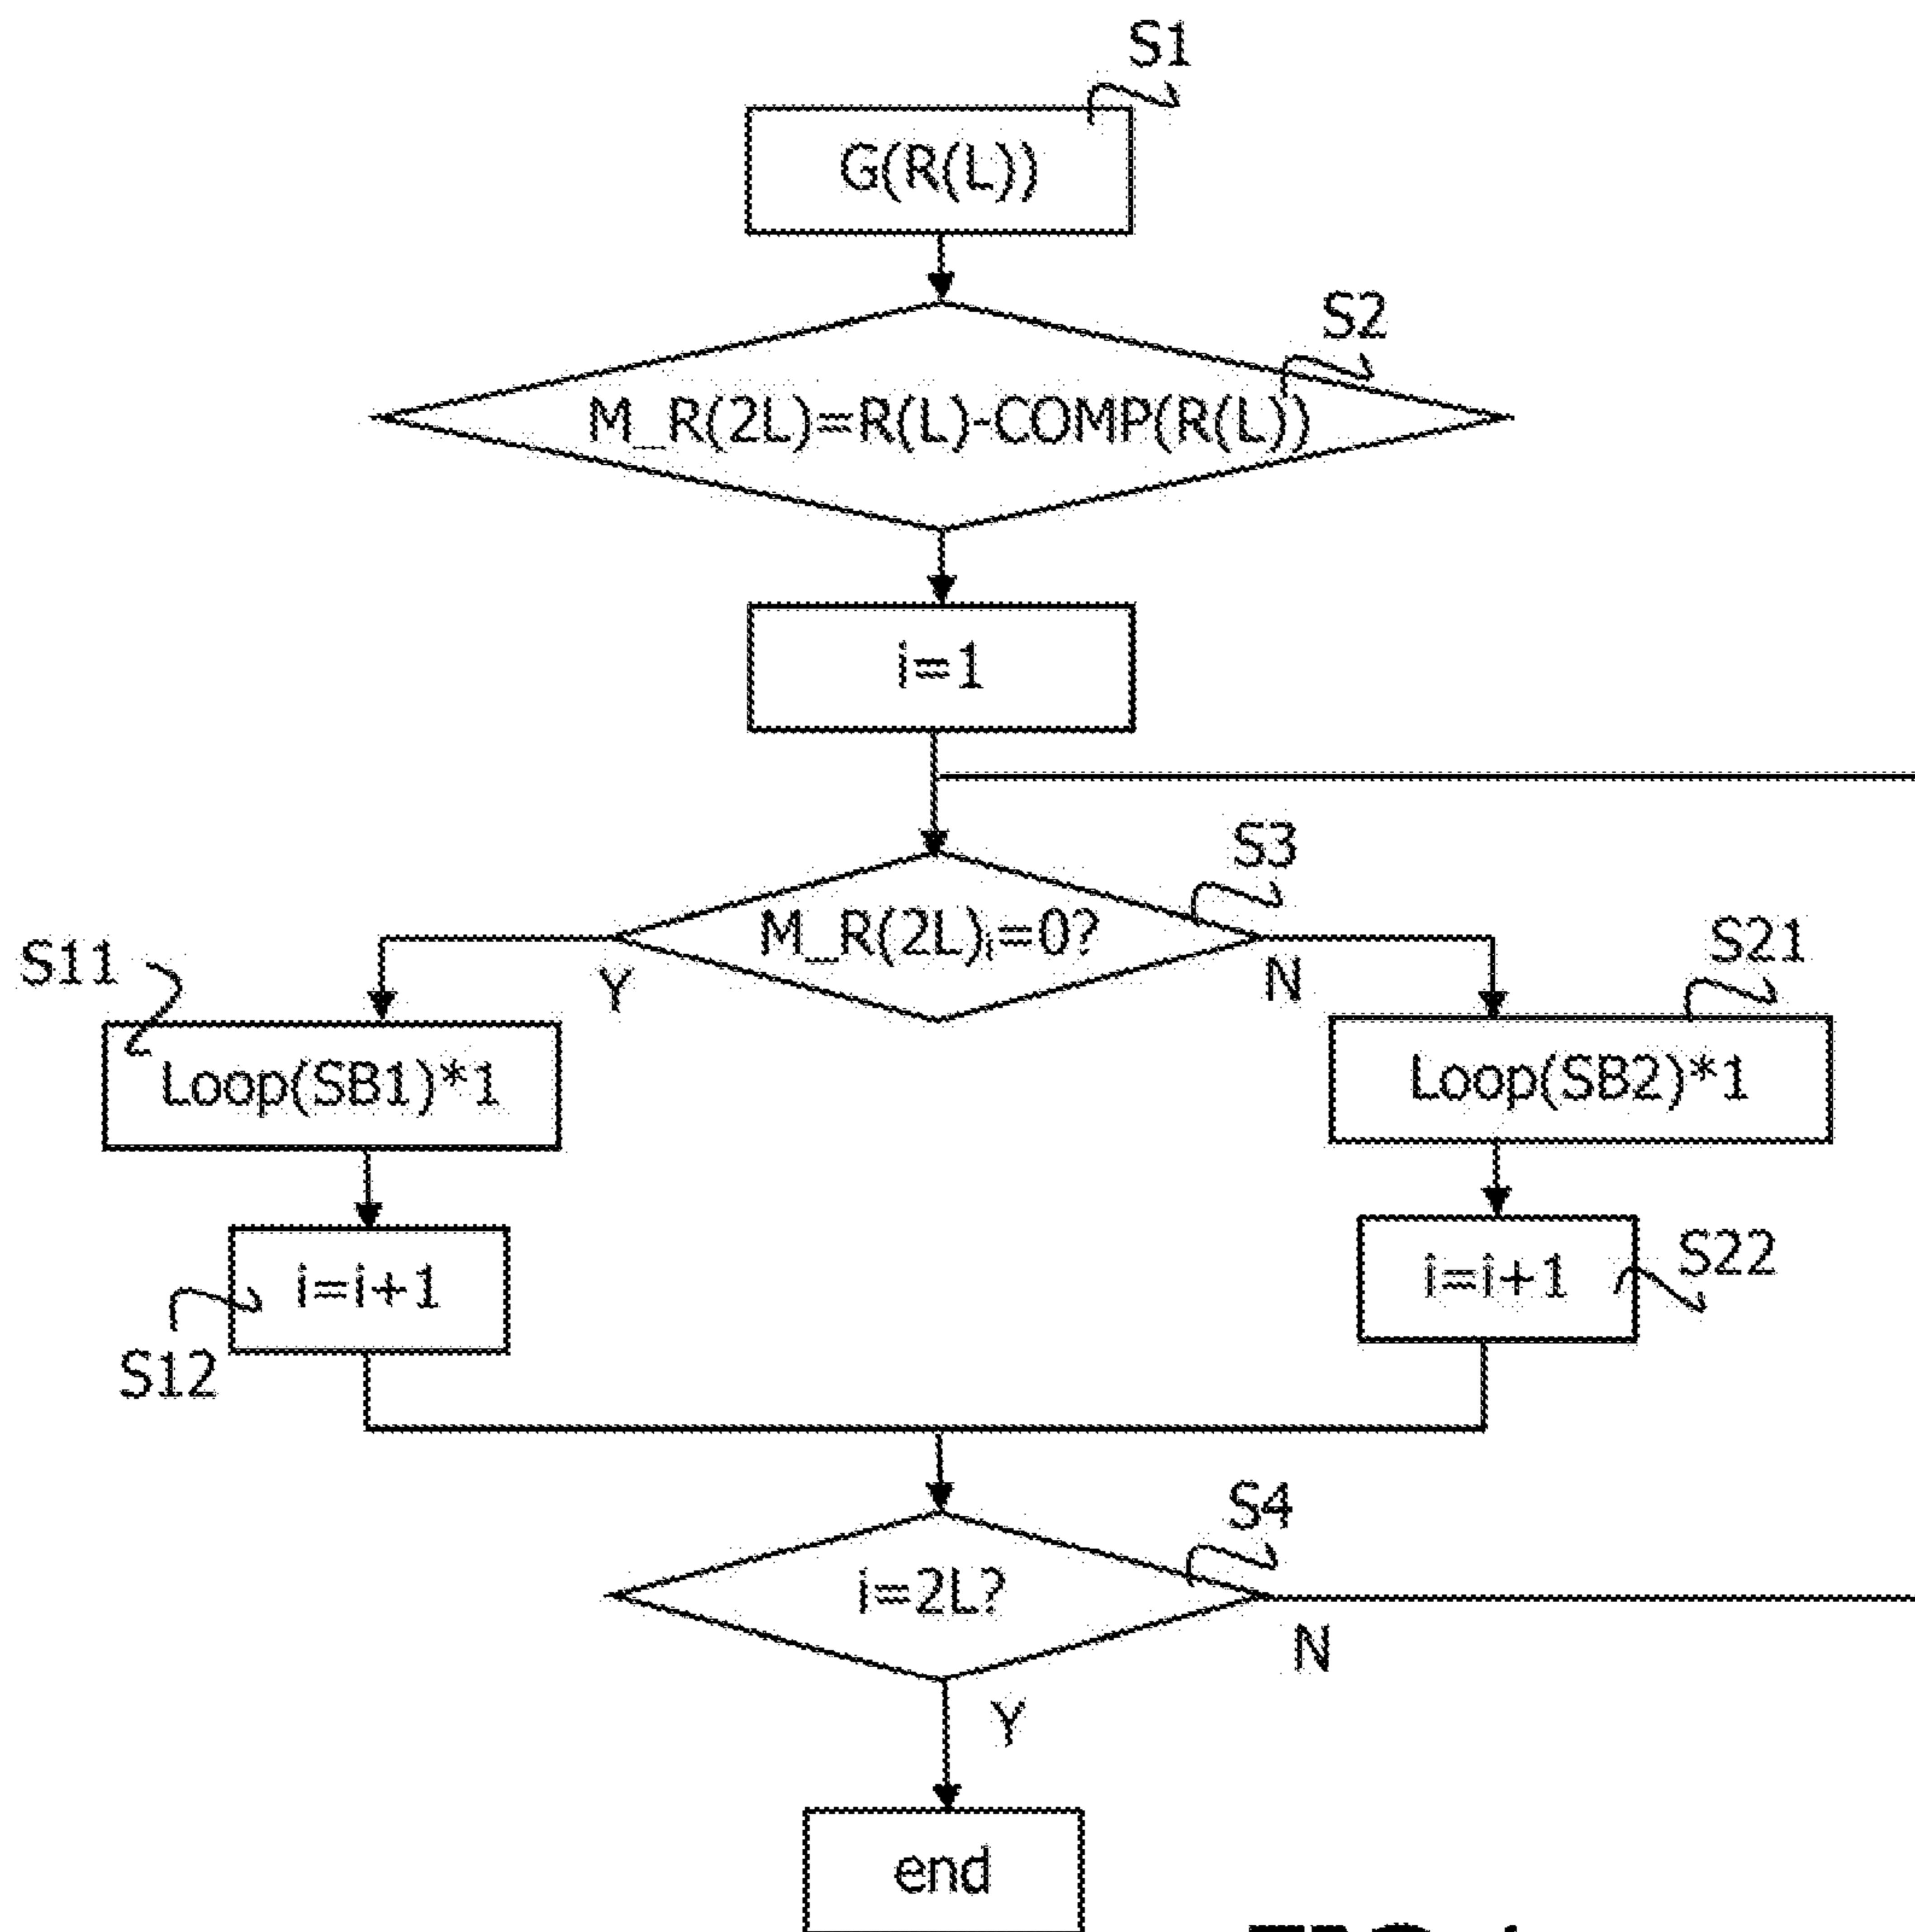 S1
G(R(L))
S2
M_R(2L)=R(L)-COMP(R(L))
i=1
S3
M_R(2L)i=0?
S11
Y
N
S21
Loop(SB1)*1
Loop(SB2)*1
i=i+1
i=i+1
S22
S12
S4
i=2L?
N
Y
end